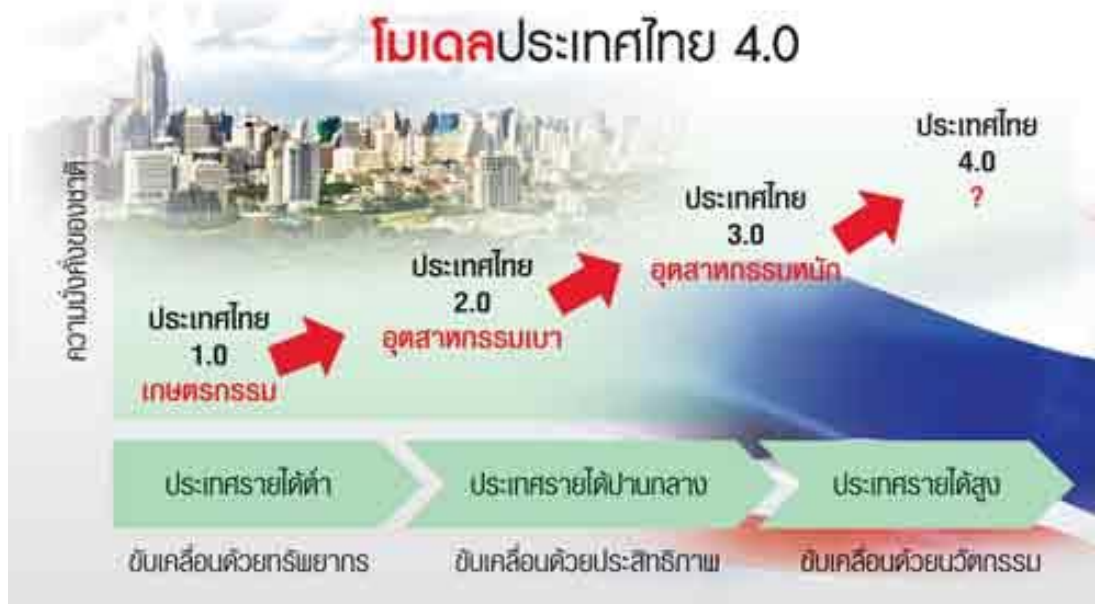 โมเดลประเทศไทย 4.0
ความมั่งคั่งของชาติ
ประเทศไทย
1.0
เกษตรกรรม
ประเทศไทย
2.0
อุตสาหกรรมเบา
ประเทศไทย
3.0
อุตสาหกรรมหนัก
ประเทศไทย
4.0
?
ประเทศรายได้ต่ำ
ประเทศรายได้ปานกลาง
ประเทศรายได้สูง
ขับเคลื่อนด้วยทรัพยากร
ขับเคลื่อนด้วยประสิทธิภาพ
ขับเคลื่อนด้วยนวัตกรรม